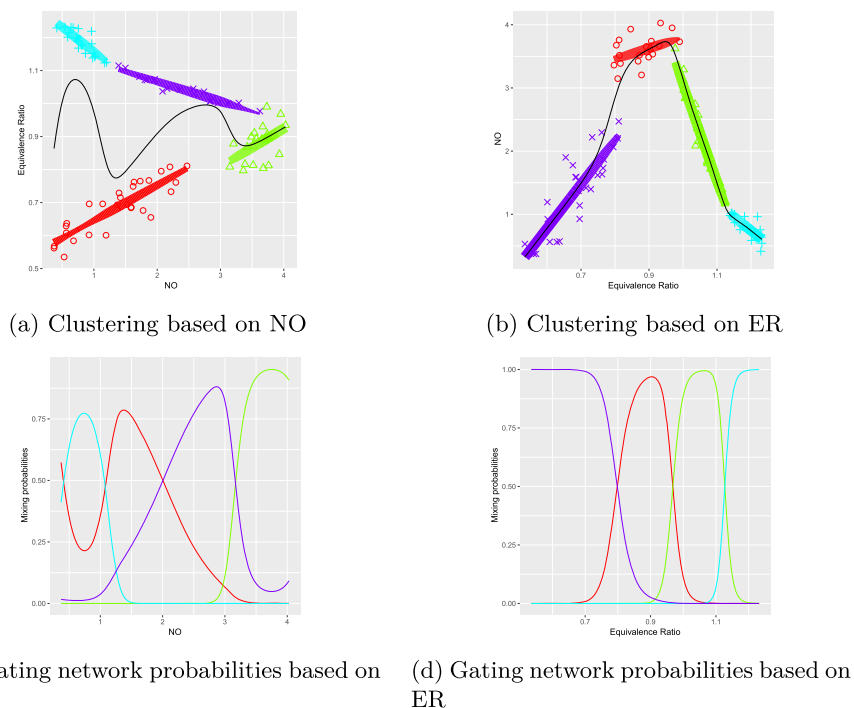 1.1
0.9
0.7
0.5
Equivalence Ratio
1 2 3 4
NO
4
3
2
1
NO
0.7 0.9 1.1
Equivalence Ratio
(a) Clustering based on NO
(b) Clustering based on ER
0.75
0.50
0.25
0.00
Mixing probabilities
1 2 3 4
NO
1.00
0.75
0.50
0.25
0.00
Mixing probabilities
0.7 0.9 1.1
Equivalence Ratio
ating network probabilities based on
(d) Gating network probabilities based on
ER